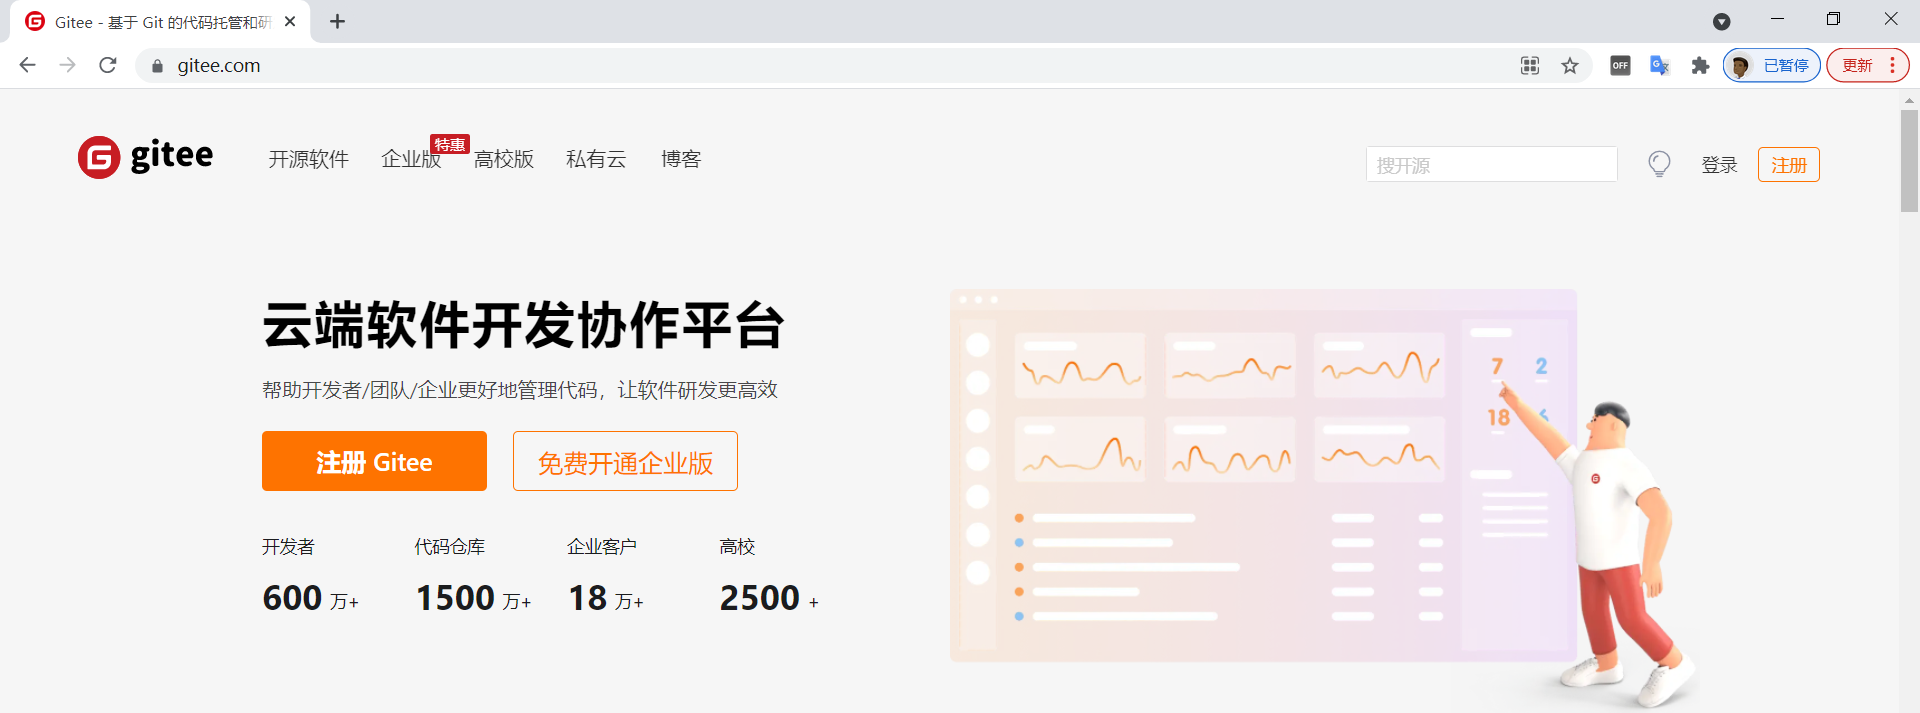 Gitee - 基于 Git 的代码托管和研
gitee.com
OFF
已暂停
更新
gitee
开源软件
企业版
特惠
高校版
私有云
博客
搜开源
登录
注册
云端软件开发协作平台
帮助开发者/团队/企业更好地管理代码，让软件研发更高效
注册 Gitee
免费开通企业版
开发者
代码仓库
企业客户
高校
600 万+
1500 万+
18 万+
2500 +
7
2
18